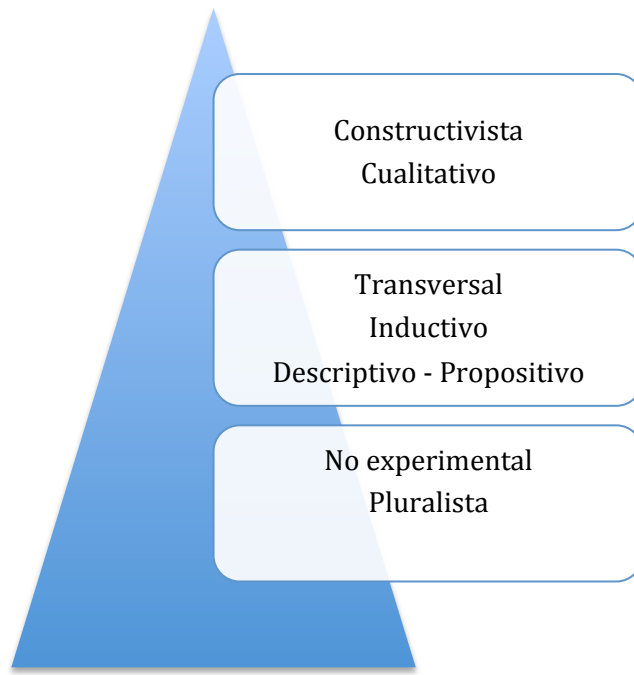 Constructivista
Cualitativo
Transversal
Inductivo
Descriptivo - Propositivo
No experimental
Pluralista